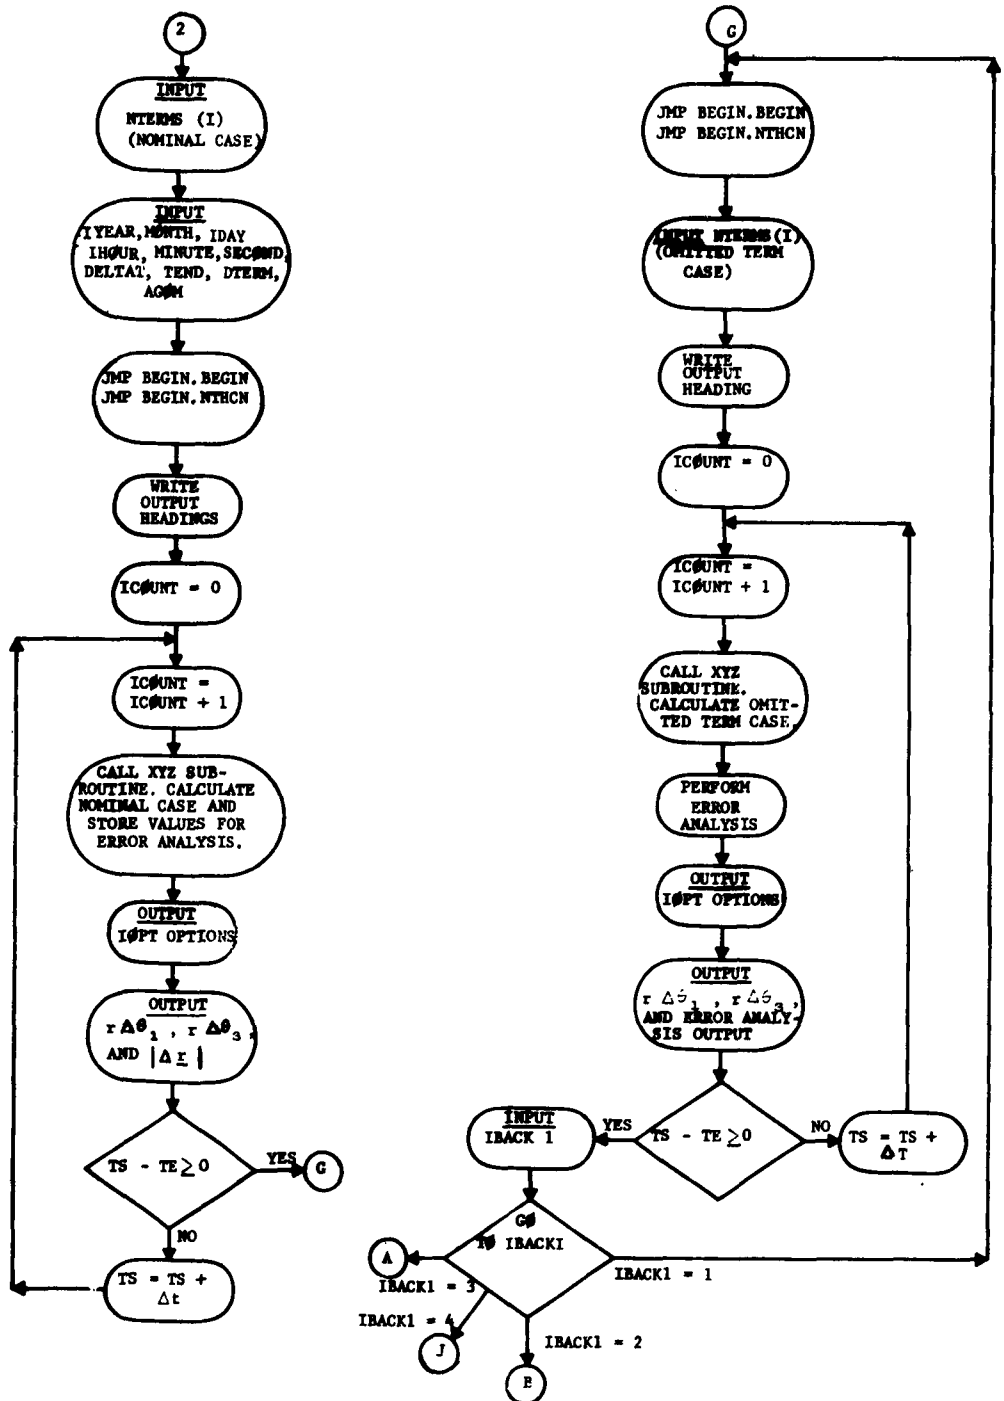 2
INPUT
NTERMS (I)
(NOMINAL CASE)
INPUT
IYEAR, MØNTH, IDAY
IHØUR, MINUTE, SECØND,
DELTAT, TEND, DTERM,
AGØM
JMP BEGIN.BEGIN
JMP BEGIN.NTHCN
WRITE
OUTPUT
HEADINGS
ICØUNT = 0
ICØUNT =
ICØUNT + 1
CALL XYZ SUB-
ROUTINE. CALCULATE
NOMINAL CASE AND
STORE VALUES FOR
ERROR ANALYSIS.
OUTPUT
IØPT OPTIONS
OUTPUT
r Δθ1 , r Δθ3,
AND |Δ r|
TS - TE ≥ 0
YES
G
NO
TS = TS +
Δt
G
JMP BEGIN.BEGIN
JMP BEGIN.NTHCN
INPUT NTERMS(I)
(OMITTED TERM
CASE)
WRITE
OUTPUT
HEADING
ICØUNT = 0
ICØUNT =
ICØUNT + 1
CALL XYZ
SUBROUTINE.
CALCULATE OMIT-
TED TERM CASE
PERFORM
ERROR
ANALYSIS
OUTPUT
IØPT OPTIONS
OUTPUT
r Δθ1 , r Δθ3,
AND ERROR ANALY-
SIS OUTPUT
TS - TE ≥0
NO
TS = TS +
ΔT
YES
INPUT
IBACK 1
GØ
TØ IBACKI
A
IBACK1 = 3
IBACK1 = 1
IBACK1 = 4
J
IBACK1 = 2